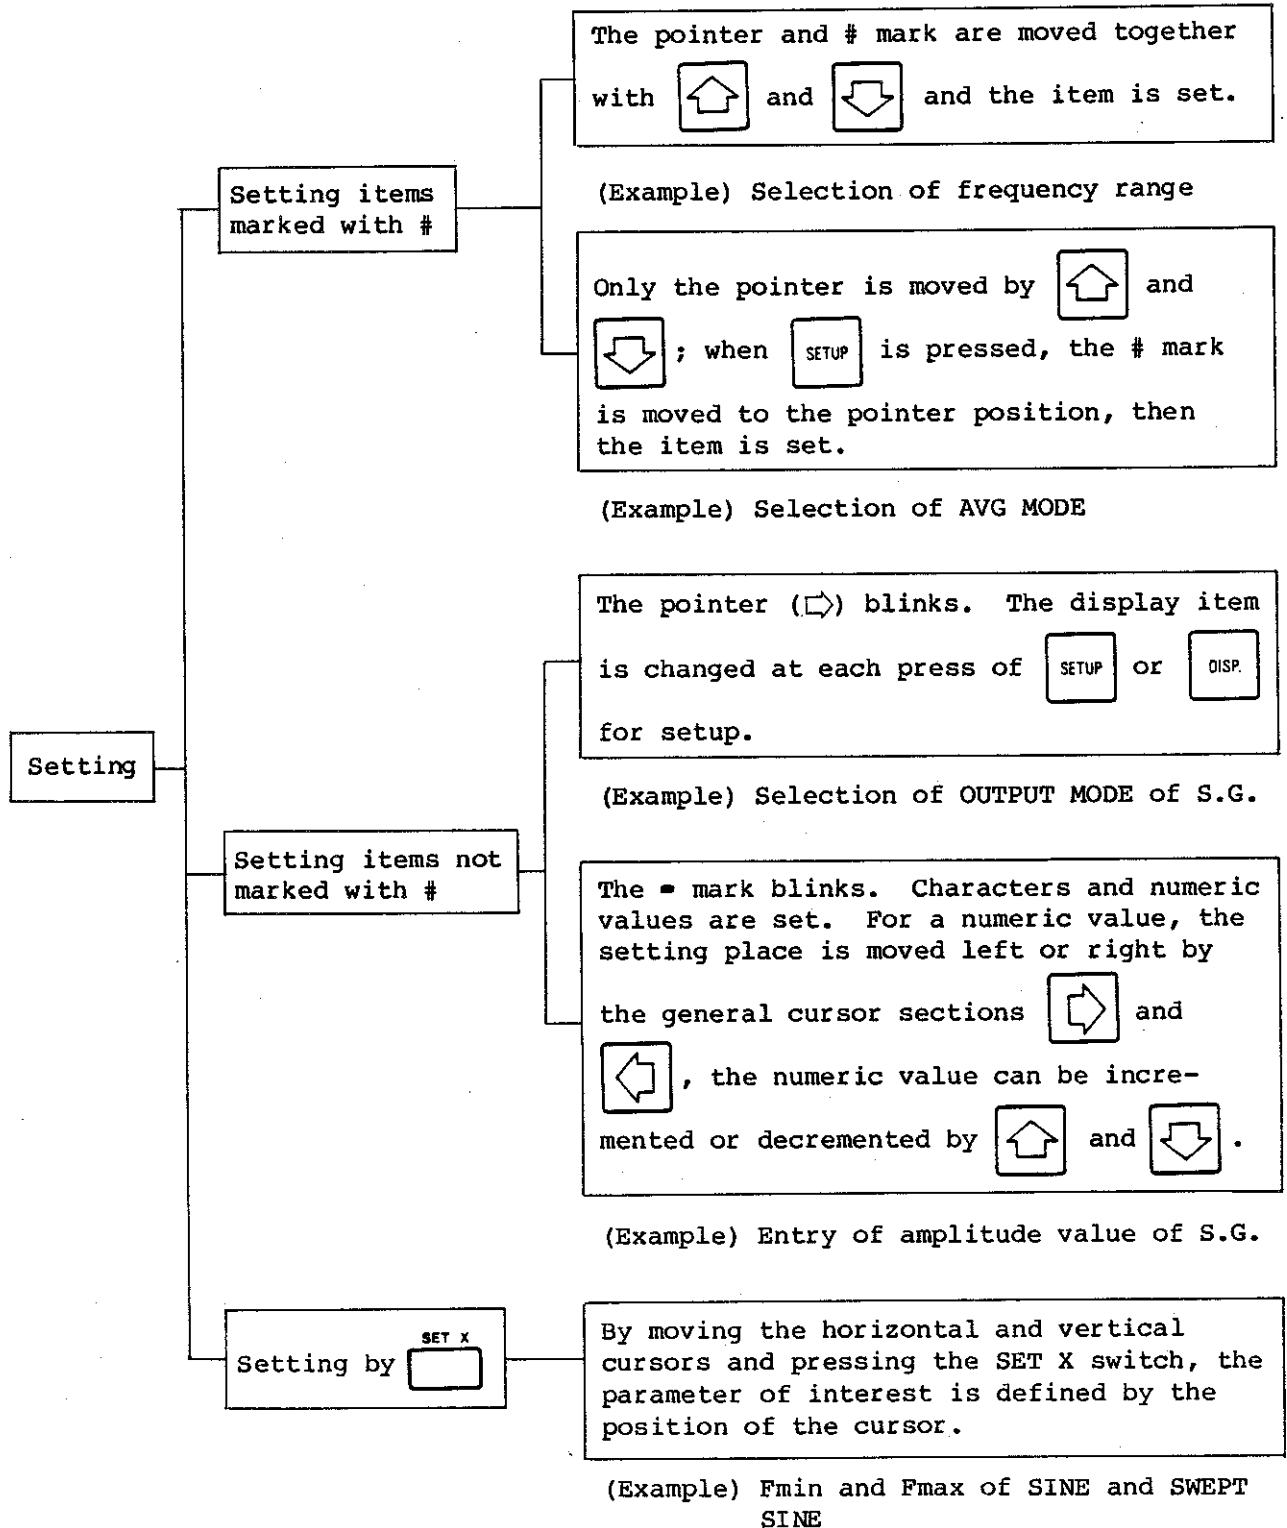 The pointer and # mark are moved together
with ⇧ and ⇩ and the item is set.
(Example) Selection of frequency range
Setting items
marked with #
Only the pointer is moved by ⇧ and
⇩ ; when SETUP is pressed, the # mark
is moved to the pointer position, then
the item is set.
(Example) Selection of AVG MODE
The pointer (⇨) blinks. The display item
is changed at each press of SETUP or DISP.
for setup.
(Example) Selection of OUTPUT MODE of S.G.
Setting
Setting items not
marked with #
The ● mark blinks. Characters and numeric
values are set. For a numeric value, the
setting place is moved left or right by
the general cursor sections ⇨ and
⇦ , the numeric value can be incre-
mented or decremented by ⇧ and ⇩ .
(Example) Entry of amplitude value of S.G.
SET X
Setting by
By moving the horizontal and vertical
cursors and pressing the SET X switch, the
parameter of interest is defined by the
position of the cursor.
(Example) Fmin and Fmax of SINE and SWEPT
SINE